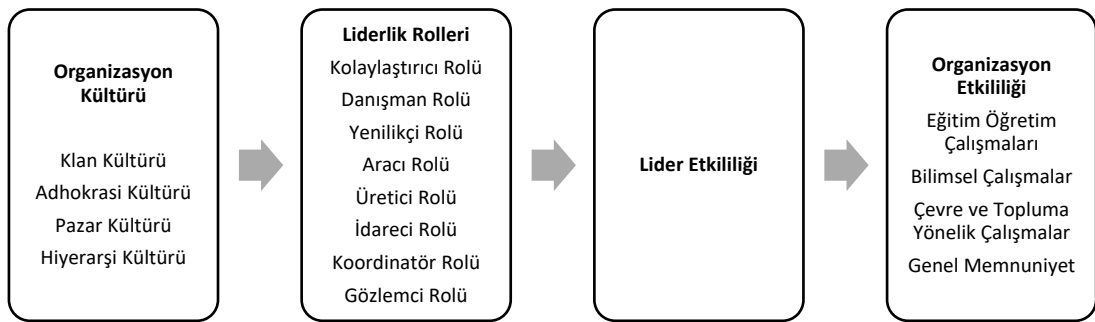 Organizasyon
Kültürü
Klan Kültürü
Adhokrasi Kültürü
Pazar Kültürü
Hiyerarşi Kültürü
Liderlik Rolleri
Kolaylaştırıcı Rolü
Danışman Rolü
Yenilikçi Rolü
Aracı Rolü
Üretici Rolü
İdareci Rolü
Koordinatör Rolü
Gözlemci Rolü
Lider Etkililiği
Organizasyon
Etkililiği
Eğitim Öğretim
Çalışmaları
Bilimsel Çalışmalar
Çevre ve Topluma
Yönelik Çalışmalar
Genel Memnuniyet